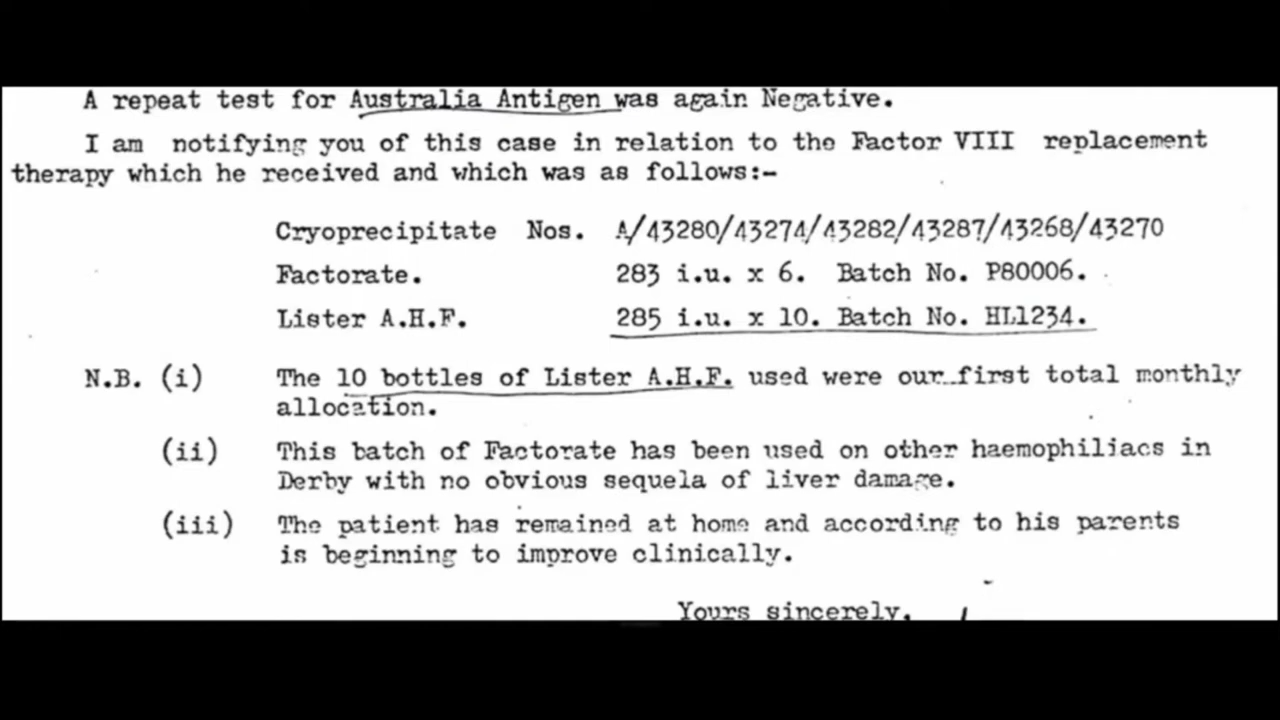 A repeat test for Australia Antigen was again Negative.
I am notifying you of this case in relation to the Factor VIII replacement
therapy which he received and which was as follows:-
Cryoprecipitate Nos. A/43280/43274/43282/43287/43268/43270
Factorate. 283 i.u. x 6. Batch No. P80006.
Lister A.H.F. 285 i.u. x 10. Batch No. HL1234.
N.B. (i) The 10 bottles of Lister A.H.F. used were our first total monthly
allocation.
(ii) This batch of Factorate has been used on other haemophiliacs in
Derby with no obvious sequela of liver damage.
(iii) The patient has remained at home and according to his parents
is beginning to improve clinically.
Yours sincerely,